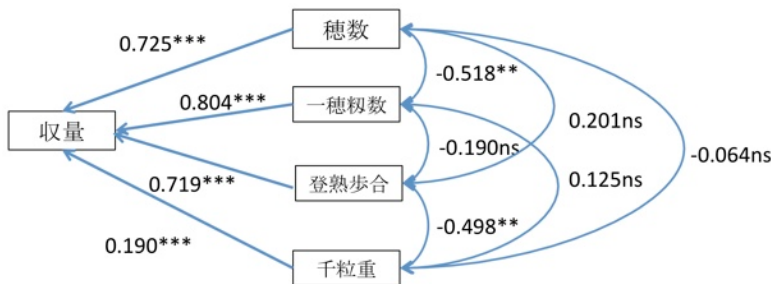 穂数
0.725***
-0.518**
0.804***
一穂籾数
0.201ns
収量
-0.190ns
-0.064ns
登熟歩合
0.125ns
0.719***
-0.498**
0.190***
千粒重